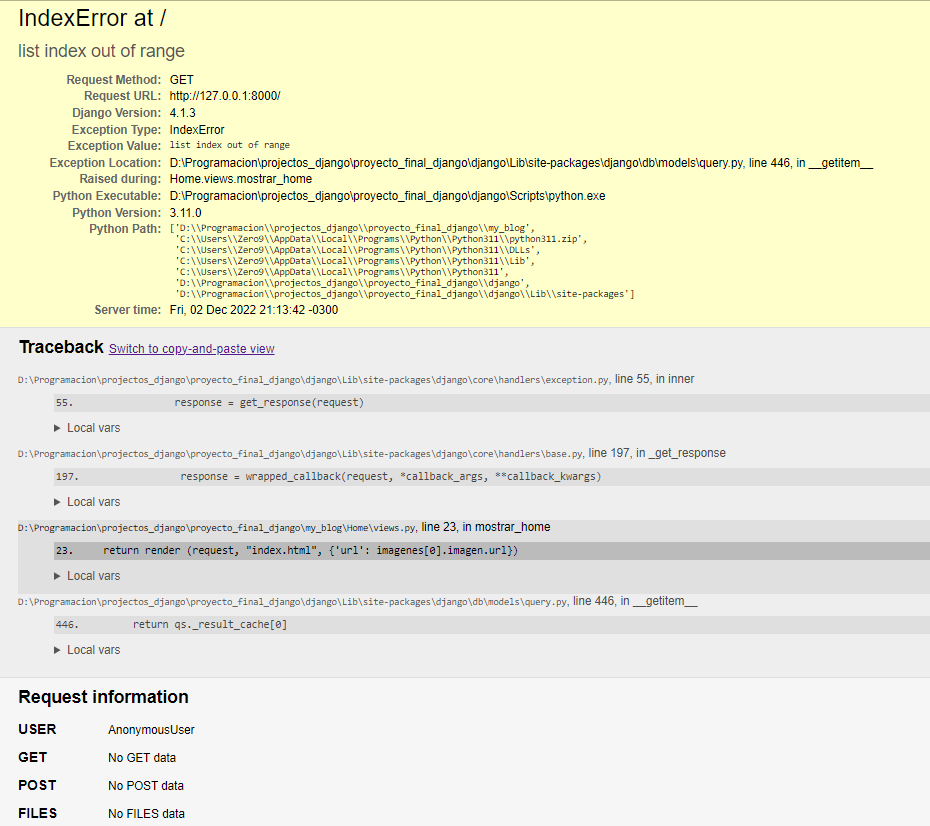 IndexError at /
list index out of range
Request Method: GET
Request URL: http://127.0.0.1:8000/
Django Version: 4.1.3
Exception Type: IndexError
Exception Value: list index out of range
Exception Location: D:\Programacion\projectos_django\proyecto_final_django\django\Lib\site-packages\django\db\models\query.py, line 446, in __getitem__
Raised during: Home.views.mostrar_home
Python Executable: D:\Programacion\projectos_django\proyecto_final_django\django\Scripts\python.exe
Python Version: 3.11.0
Python Path: ['D:\\Programacion\\projectos_django\\proyecto_final_django\\my_blog',
'C:\\Users\\Zero9\\AppData\\Local\\Programs\\Python\\Python311\\python311.zip',
'C:\\Users\\Zero9\\AppData\\Local\\Programs\\Python\\Python311\\DLLs',
'C:\\Users\\Zero9\\AppData\\Local\\Programs\\Python\\Python311\\Lib',
'C:\\Users\\Zero9\\AppData\\Local\\Programs\\Python\\Python311',
'D:\\Programacion\\projectos_django\\proyecto_final_django\\django',
'D:\\Programacion\\projectos_django\\proyecto_final_django\\django\\Lib\\site-packages']
Server time: Fri, 02 Dec 2022 21:13:42 -0300
Traceback Switch to copy-and-paste view
D:\Programacion\projectos_django\proyecto_final_django\django\Lib\site-packages\django\core\handlers\exception.py, line 55, in inner
55. response = get_response(request)
▶ Local vars
D:\Programacion\projectos_django\proyecto_final_django\django\Lib\site-packages\django\core\handlers\base.py, line 197, in _get_response
197. response = wrapped_callback(request, *callback_args, **callback_kwargs)
▶ Local vars
D:\Programacion\projectos_django\proyecto_final_django\my_blog\Home\views.py, line 23, in mostrar_home
23. return render (request, "index.html", {'url': imagenes[0].imagen.url})
▶ Local vars
D:\Programacion\projectos_django\proyecto_final_django\django\Lib\site-packages\django\db\models\query.py, line 446, in __getitem__
446. return qs._result_cache[0]
▶ Local vars
Request information
USER AnonymousUser
GET No GET data
POST No POST data
FILES No FILES data